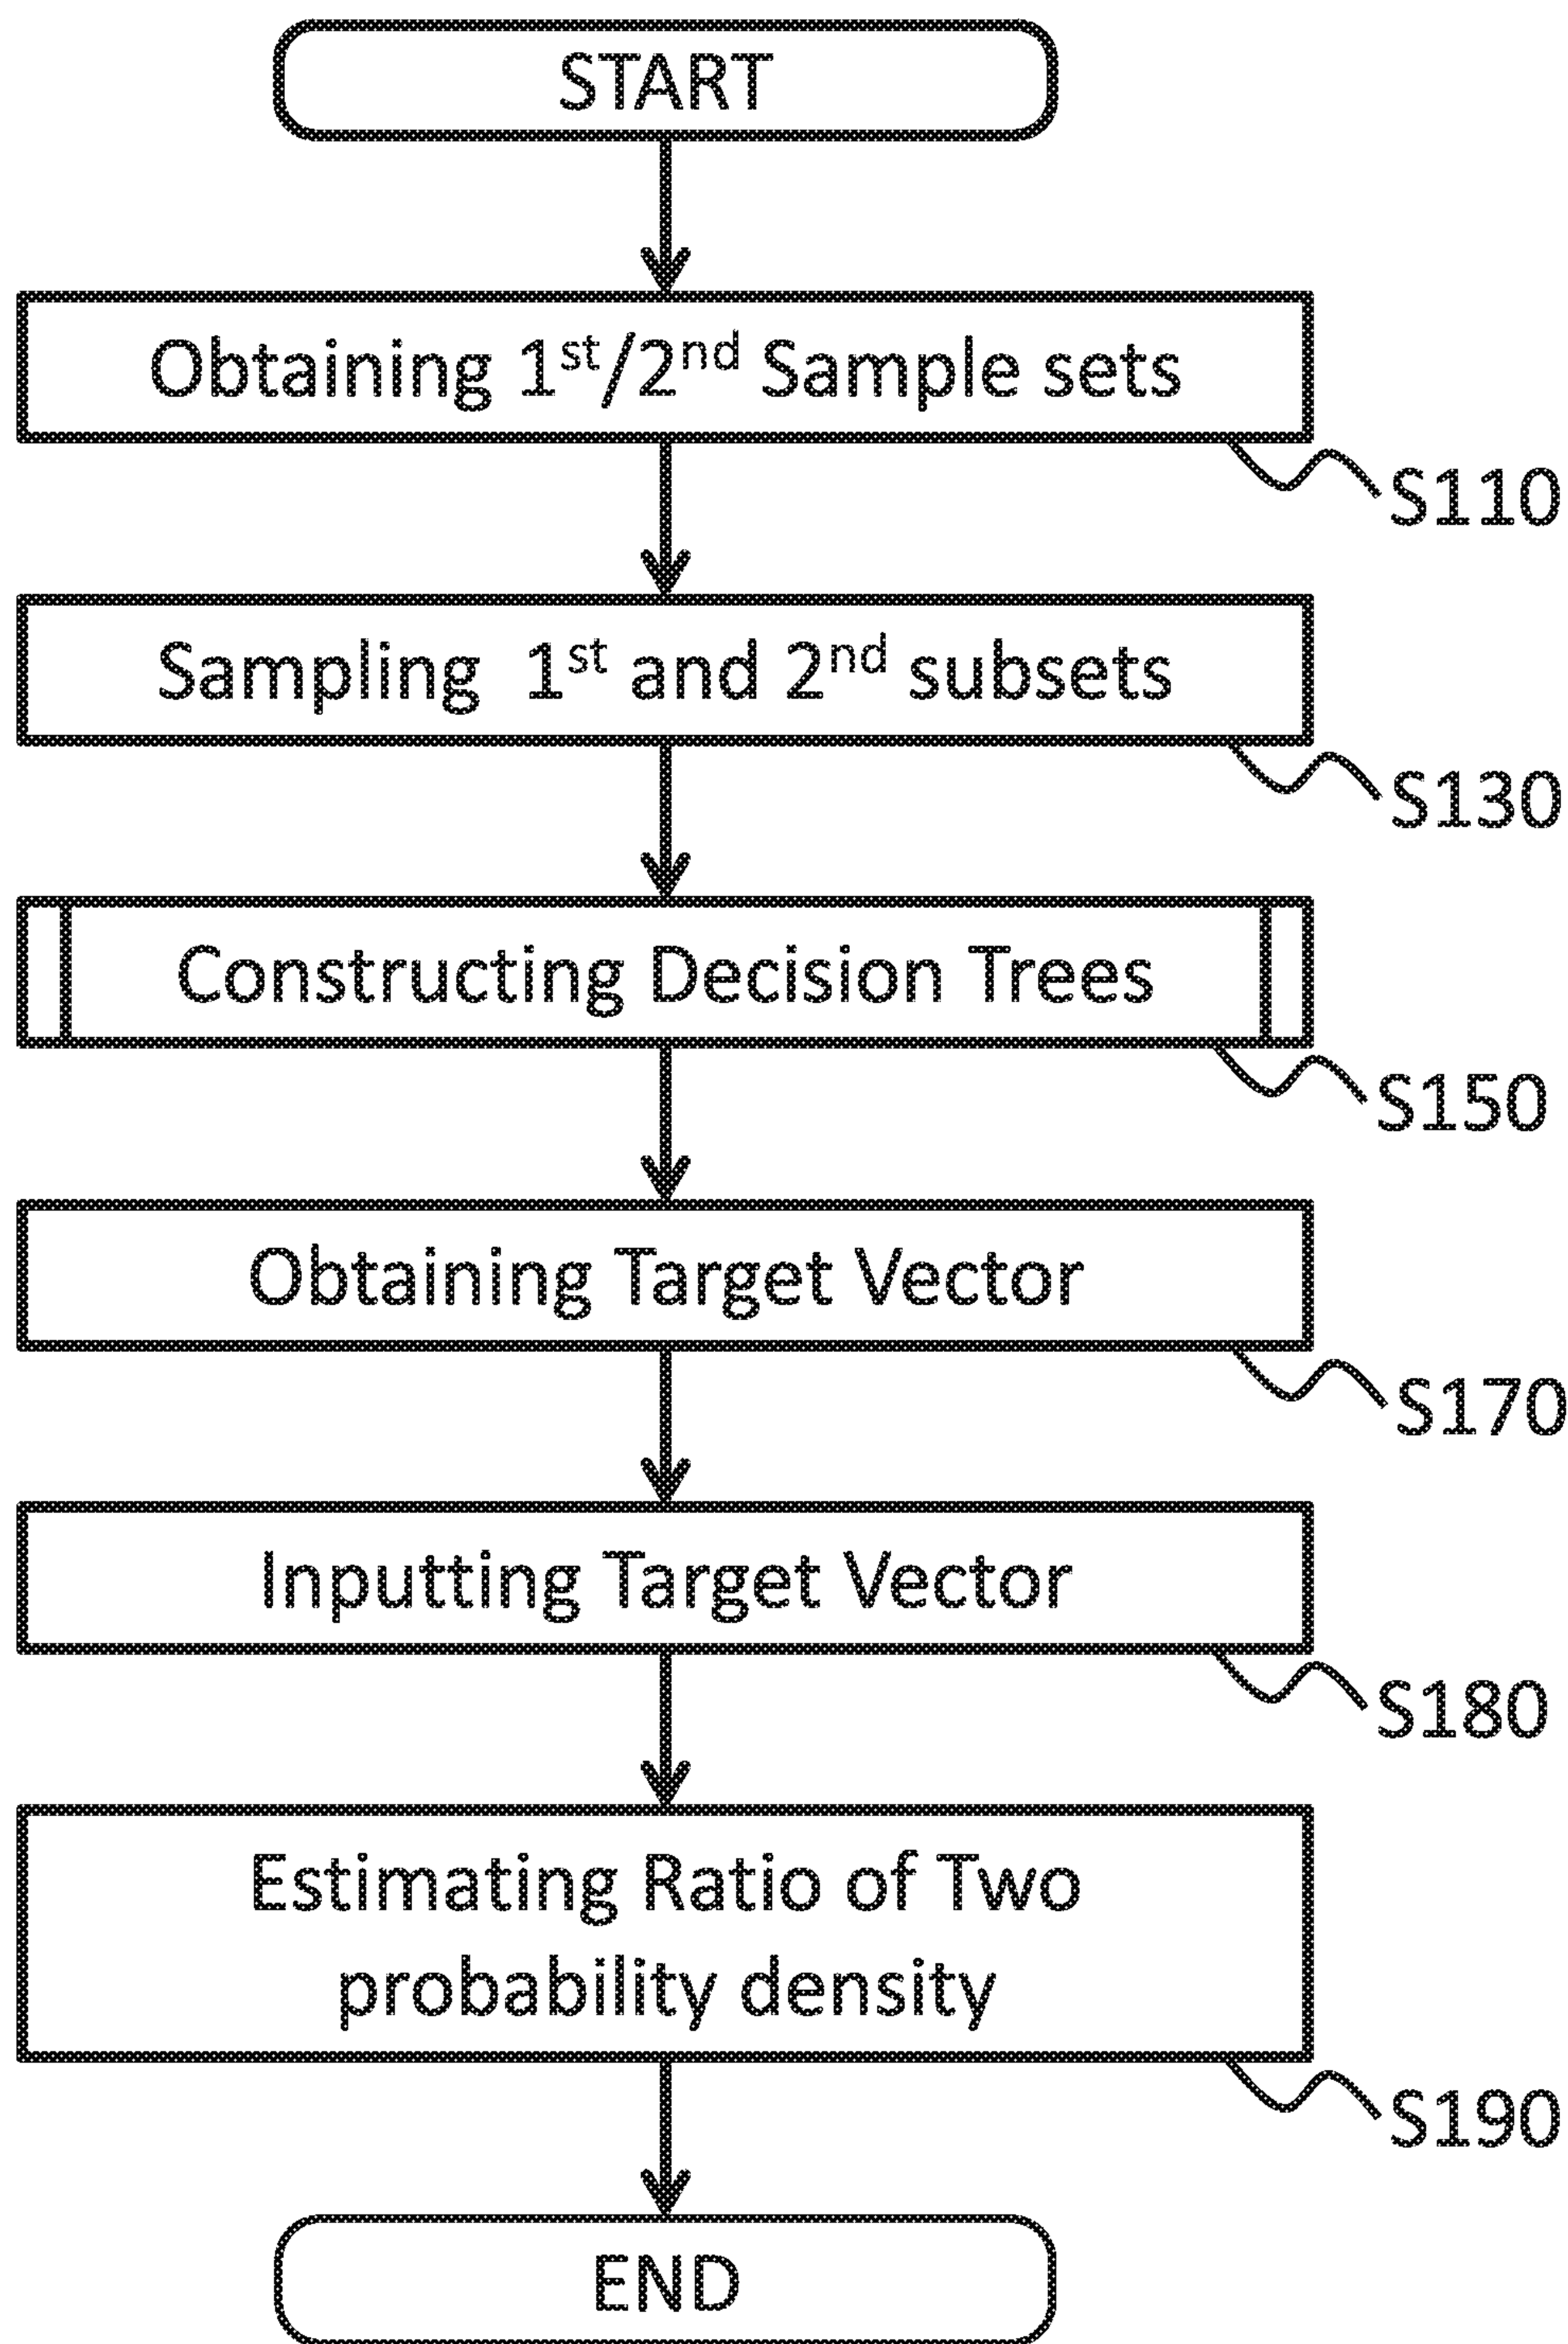 START
Obtaining 1st/2nd Sample sets
S110
Sampling 1st and 2nd subsets
S130
Constructing Decision Trees
S150
Obtaining Target Vector
S170
Inputting Target Vector
S180
Estimating Ratio of Two
probability density
S190
END